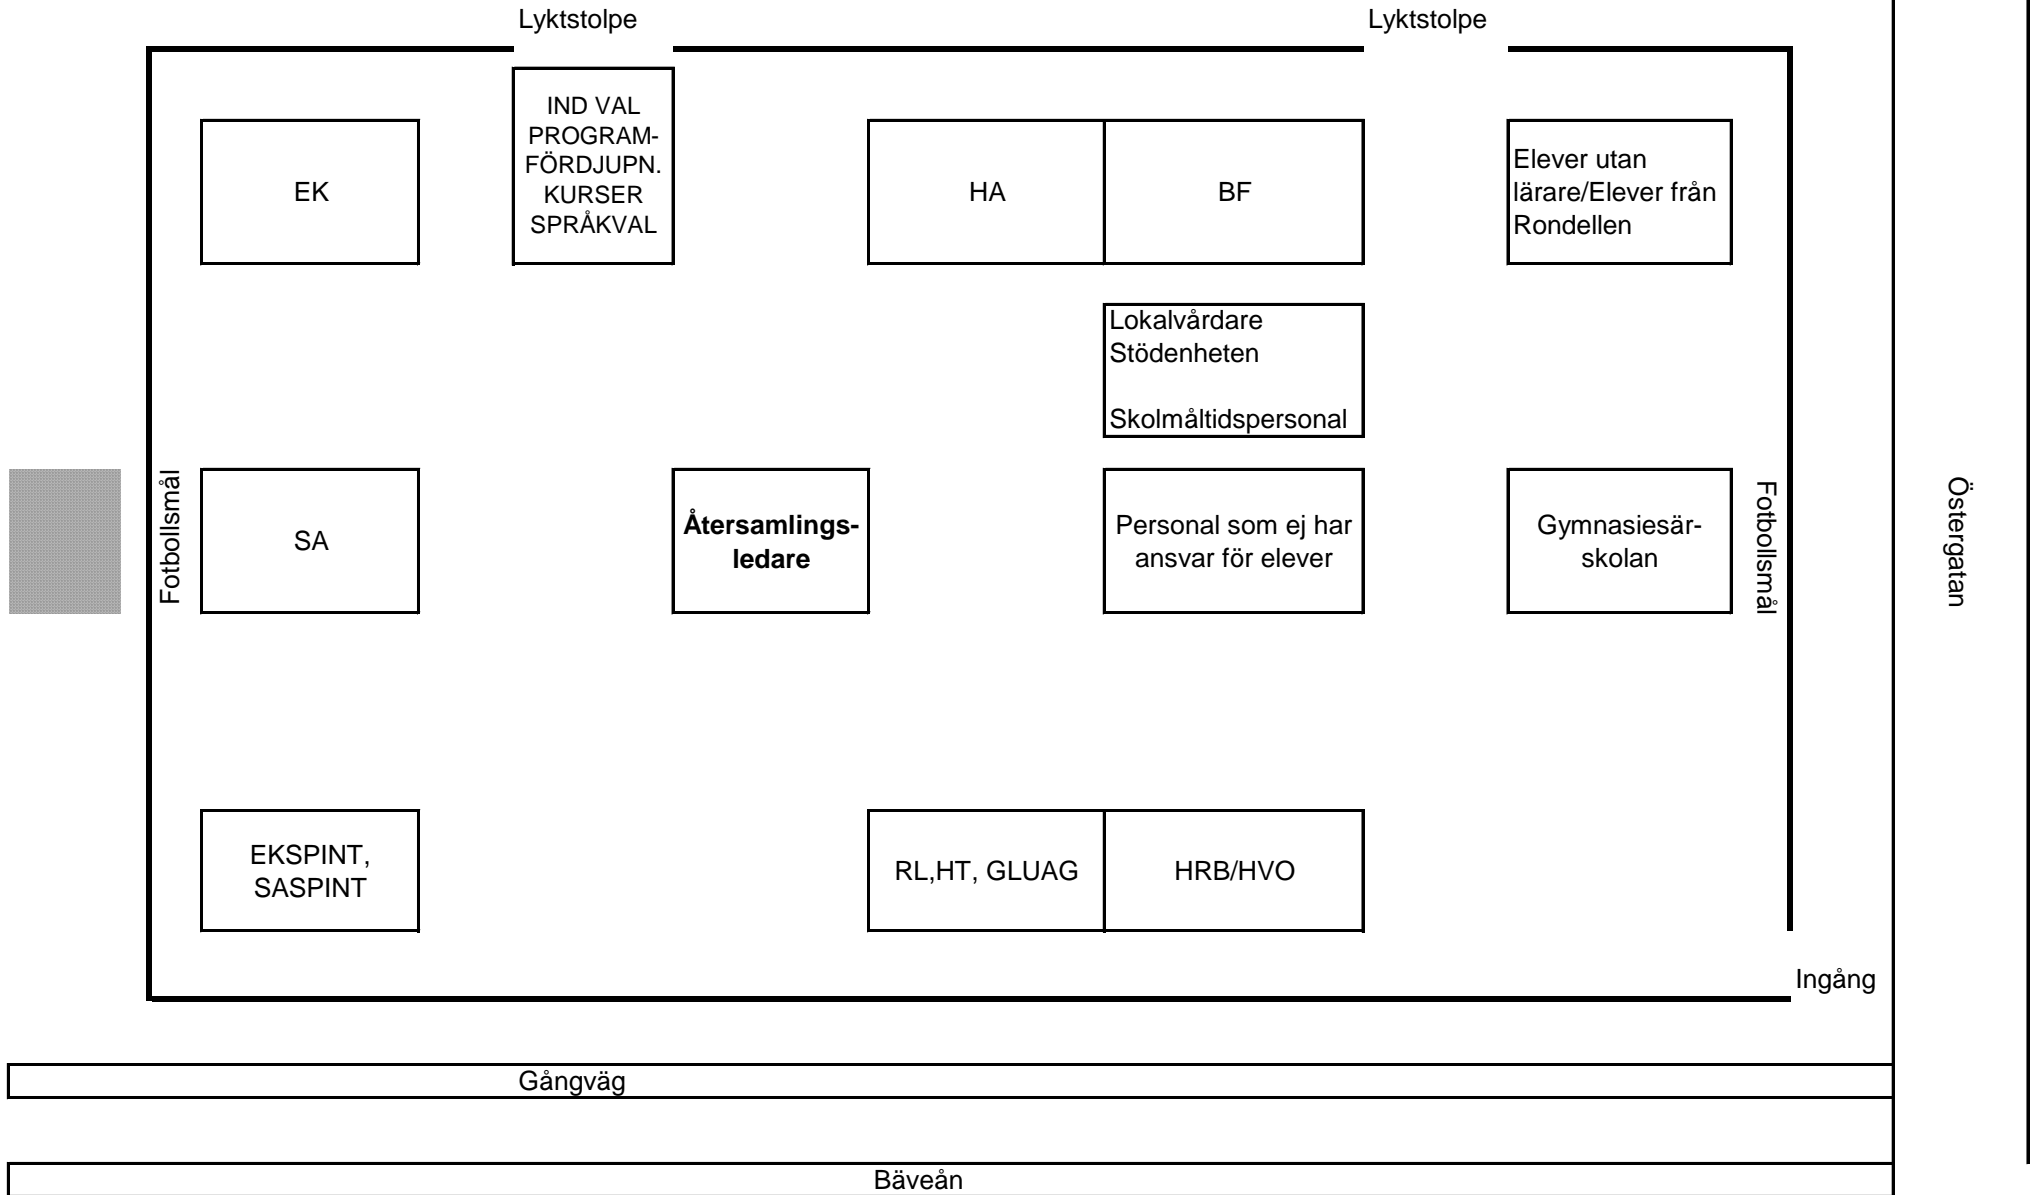 Lyktstolpe
Lyktstolpe
EK
IND VAL
PROGRAM-
FÖRDJUPN.
KURSER
SPRÅKVAL
HA
BF
Elever utan
lärare/Elever från
Rondellen
Lokalvårdare
Stödenheten
Skolmåltidspersonal
Fotbollsmål
SA
Återsamlings-
ledare
Personal som ej har
ansvar för elever
Gymnasiesär-
skolan
Fotbollsmål
Östergatan
EKSPINT,
SASPINT
RL,HT, GLUAG
HRB/HVO
Ingång
Gångväg
Bäveån